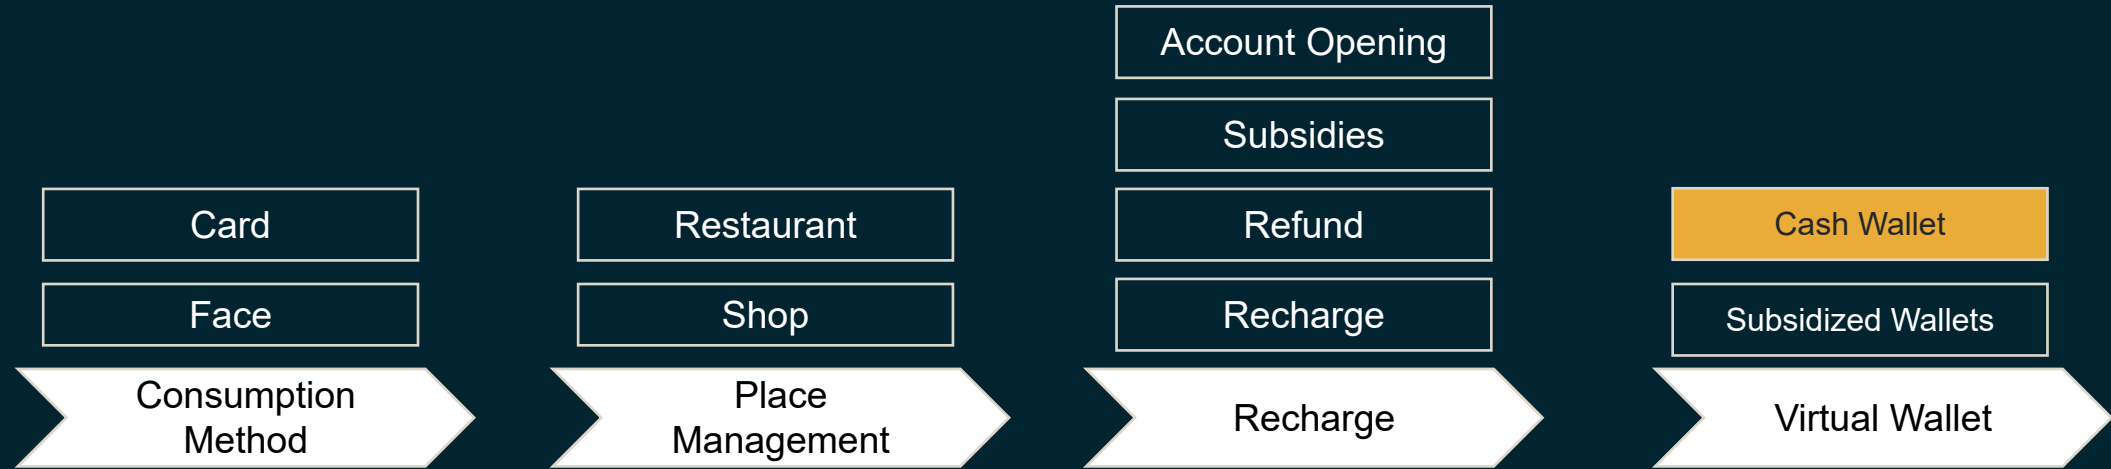 Card
Face
Consumption
Method
Restaurant
Shop
Place
Management
Account Opening
Subsidies
Refund
Recharge
Recharge
Cash Wallet
Subsidized Wallets
Virtual Wallet